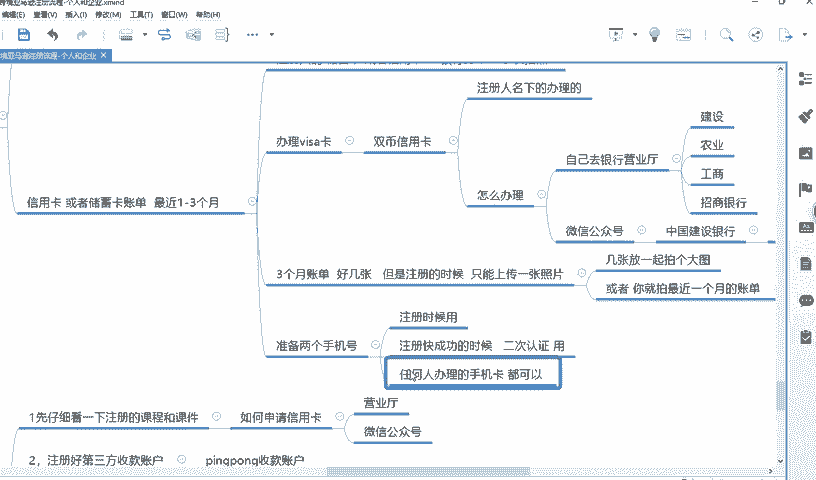 境亚马逊注册流程-个人和企业.xmind
编辑(E) 查看(V) 插入(I) 修改(M) 工具(T) 窗口(W) 帮助(H)
境亚马逊注册流程-个人和企业
注册人名下的办理的
办理visa卡
双币信用卡
建设
农业
自己去银行营业厅
工商
怎么办理
招商银行
信用卡 或者储蓄卡账单 最近1-3个月
微信公众号
中国建设银行
几张放一起拍个大图
3个月账单 好几张 但是注册的时候 只能上传一张照片
或者 你就拍最近一个月的账单
注册时候用
准备两个手机号
注册快成功的时候 二次认证 用
任何人办理的手机卡 都可以
营业厅
1先仔细看一下注册的课程和课件
如何申请信用卡
微信公众号
2，注册好第三方收款账户
pingpong收款账户